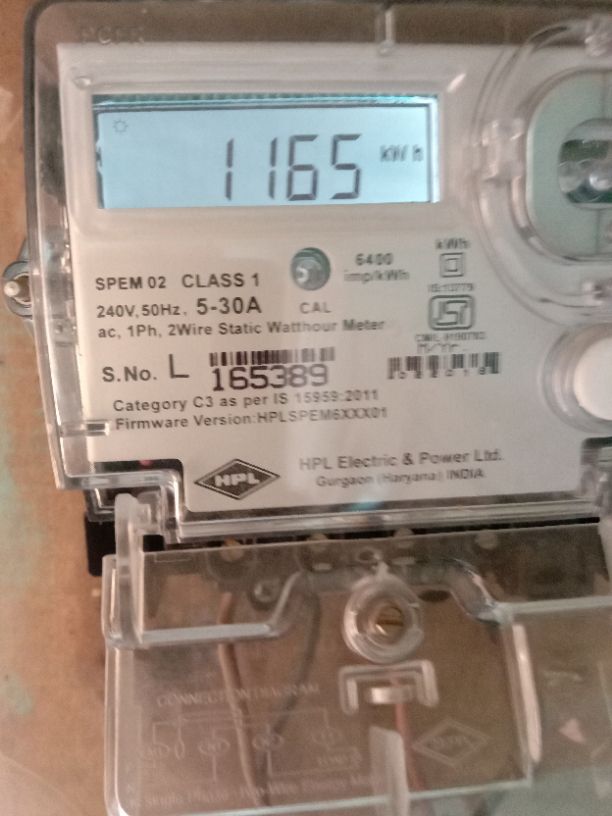 1165 kWh
6400
imp/kWh
kWh
SPEM 02 CLASS 1
240V, 50Hz, 5-30A
CAL
ac, 1Ph, 2Wire Static Watthour Meter
S.No. L 165389
Category C3 as per IS 15959:2011
Firmware Version:HPLSPEM6XXX01
HPL
HPL Electric & Power Ltd.
Gurgaon (Haryana) INDIA
CONNECTION DIAGRAM